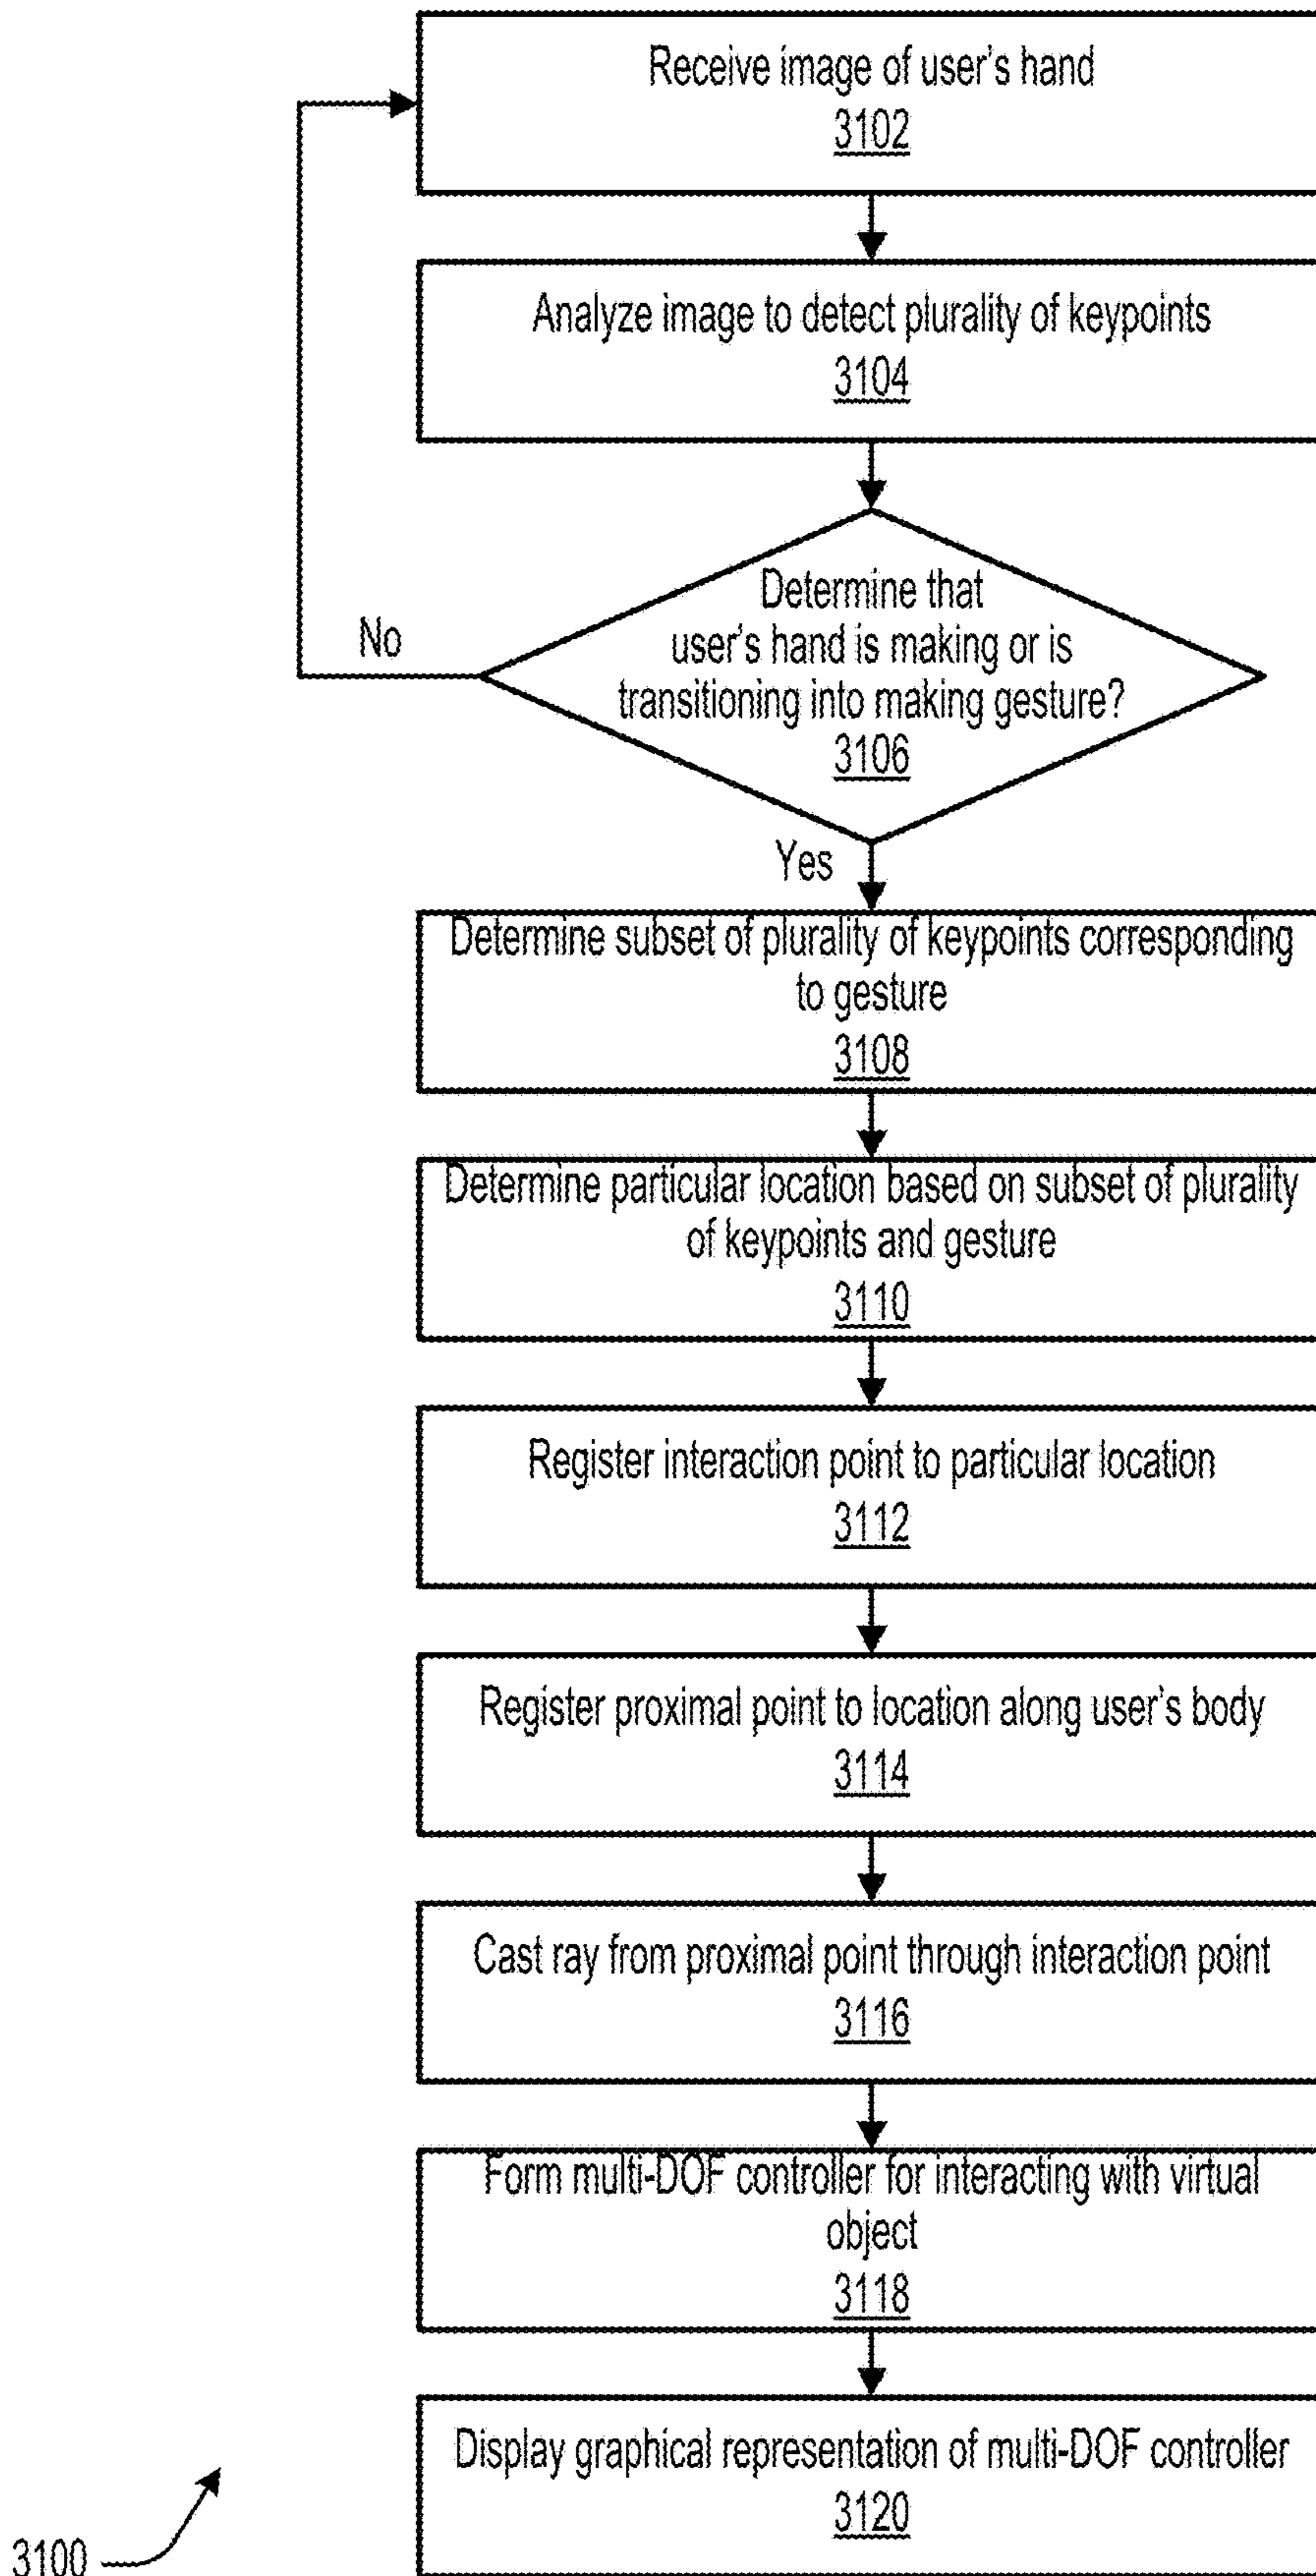 Receive image of user's hand
3102
Analyze image to detect plurality of keypoints
3104
Determine that
user's hand is making or is
transitioning into making gesture?
3106
No
Yes
Determine subset of plurality of keypoints corresponding
to gesture
3108
Determine particular location based on subset of plurality
of keypoints and gesture
3110
Register interaction point to particular location
3112
Register proximal point to location along user's body
3114
Cast ray from proximal point through interaction point
3116
Form multi-DOF controller for interacting with virtual
object
3118
Display graphical representation of multi-DOF controller
3120
3100